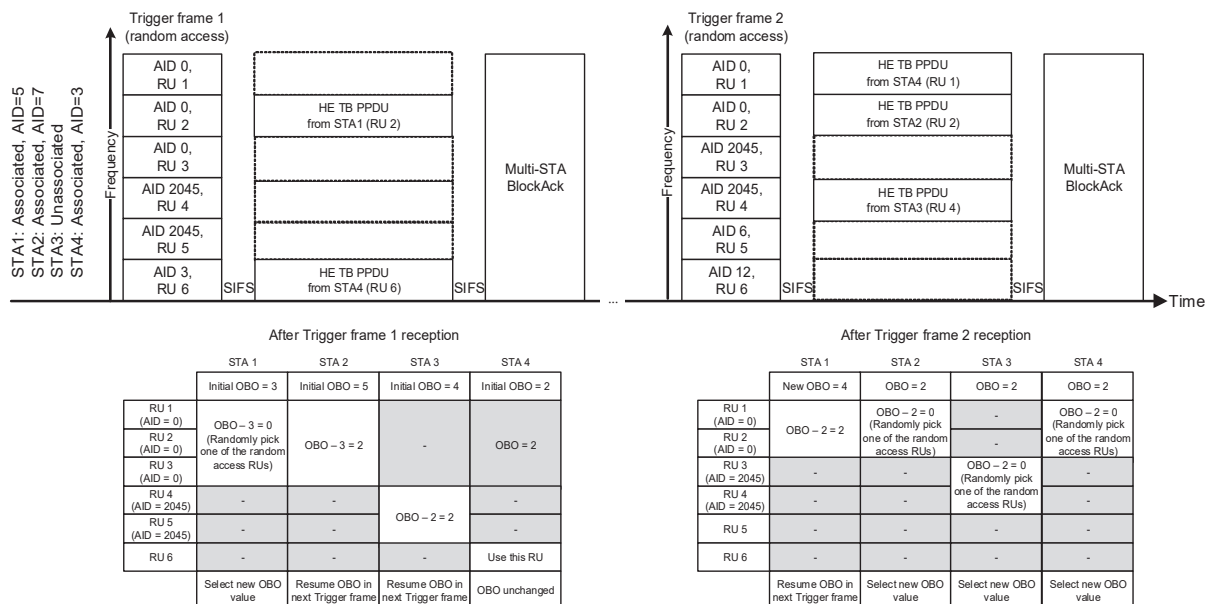 Trigger frame 1
(random access)
STA1: Associated, AID=5
STA2: Associated, AID=7
STA3: Unassociated
STA4: Associated, AID=3
Frequency
AID 0,
RU 1
AID 0,
RU 2
AID 0,
RU 3
AID 2045,
RU 4
AID 2045,
RU 5
AID 3,
RU 6
SIFS
HE TB PPDU
from STA1 (RU 2)
HE TB PPDU
from STA4 (RU 6)
SIFS
Multi-STA
BlockAck
...
Trigger frame 2
(random access)
Frequency
AID 0,
RU 1
AID 0,
RU 2
AID 2045,
RU 3
AID 2045,
RU 4
AID 6,
RU 5
AID 12,
RU 6
SIFS
HE TB PPDU
from STA4 (RU 1)
HE TB PPDU
from STA2 (RU 2)
HE TB PPDU
from STA3 (RU 4)
SIFS
Multi-STA
BlockAck
Time
After Trigger frame 1 reception
STA 1 STA 2 STA 3 STA 4
Initial OBO = 3 Initial OBO = 5 Initial OBO = 4 Initial OBO = 2
RU 1
(AID = 0)
RU 2
(AID = 0)
RU 3
(AID = 0)
OBO – 3 = 0
(Randomly pick
one of the random
access RUs)
OBO – 3 = 2
-
OBO = 2
RU 4
(AID = 2045)
- -
OBO – 2 = 2
-
RU 5
(AID = 2045)
- - -
RU 6
- - - Use this RU
Select new OBO
value
Resume OBO in
next Trigger frame
Resume OBO in
next Trigger frame
OBO unchanged
After Trigger frame 2 reception
STA 1 STA 2 STA 3 STA 4
New OBO = 4 OBO = 2 OBO = 2 OBO = 2
RU 1
(AID = 0)
RU 2
(AID = 0)
OBO – 2 = 2
OBO – 2 = 0
(Randomly pick
one of the random
access RUs)
-
-
OBO – 2 = 0
(Randomly pick
one of the random
access RUs)
RU 3
(AID = 2045)
- -
OBO – 2 = 0
(Randomly pick
one of the random
access RUs)
-
RU 4
(AID = 2045)
- - -
RU 5
- - - -
RU 6
- - - -
Resume OBO in
next Trigger frame
Select new OBO
value
Select new OBO
value
Select new OBO
value